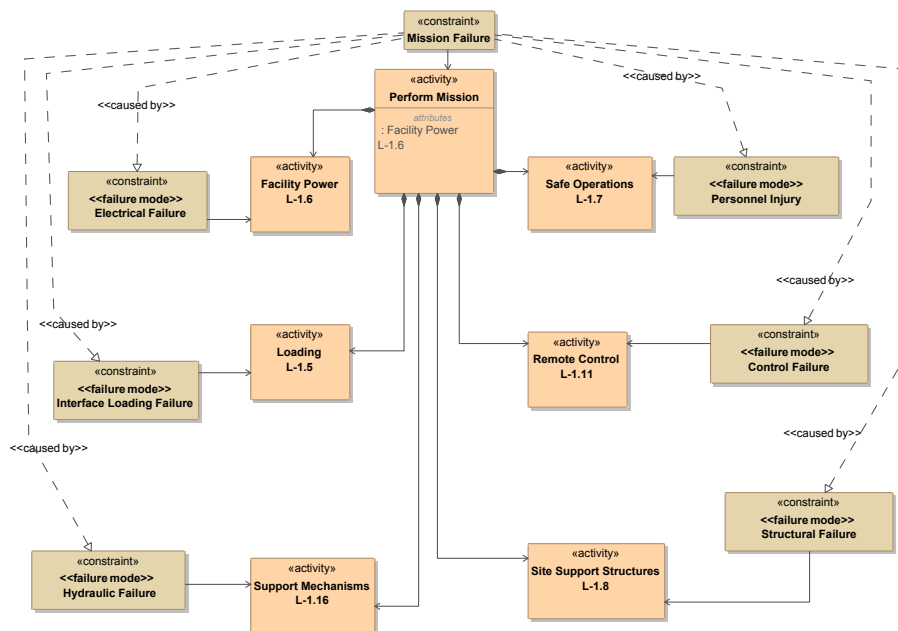 «constraint»
Mission Failure
«activity»
Perform Mission
attributes
: Facility Power
L-1.6
<<caused by>>
<<caused by>>
«constraint»
<<failure mode>>
Electrical Failure
«activity»
Facility Power
L-1.6
«activity»
Safe Operations
L-1.7
«constraint»
<<failure mode>>
Personnel Injury
<<caused by>>
<<caused by>>
«constraint»
<<failure mode>>
Interface Loading Failure
«activity»
Loading
L-1.5
«activity»
Remote Control
L-1.11
«constraint»
<<failure mode>>
Control Failure
<<caused by>>
<<caused by>>
«constraint»
<<failure mode>>
Structural Failure
«constraint»
<<failure mode>>
Hydraulic Failure
«activity»
Support Mechanisms
L-1.16
«activity»
Site Support Structures
L-1.8